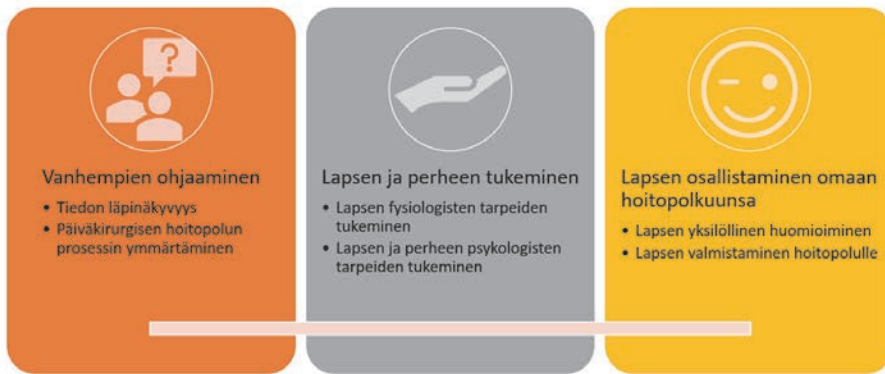 ?
Vanhempien ohjaaminen
• Tiedon läpinäkyvyys
• Päiväkirurgisen hoitopolun
prosessin ymmärtäminen
Lapsen ja perheen tukeminen
• Lapsen fysiologisten tarpeiden
tukeminen
• Lapsen ja perheen psykologisten
tarpeiden tukeminen
Lapsen osallistaminen omaan
hoitopolkuunsa
• Lapsen yksilöllinen huomioiminen
• Lapsen valmistaminen hoitopolulle